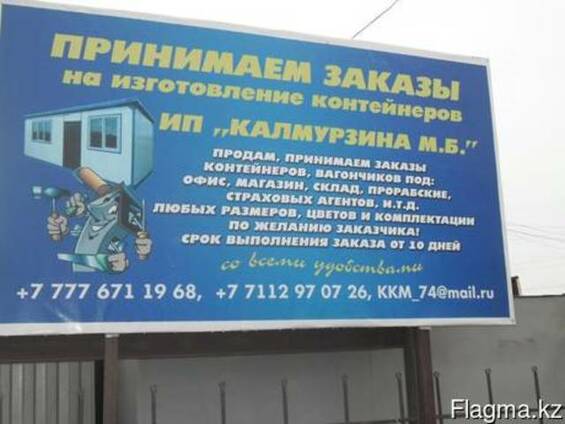 ПРИНИМАЕМ ЗАКАЗЫ
на изготовление контейнеров
ИП „КАЛМУРЗИНА М.Б."
ПРОДАМ, ПРИНИМАЕМ ЗАКАЗЫ
КОНТЕЙНЕРОВ, ВАГОНЧИКОВ ПОД:
ОФИС, МАГАЗИН, СКЛАД, ПРОРАБСКИЕ,
СТРАХОВЫХ АГЕНТОВ, И.Т.Д.
ЛЮБЫХ РАЗМЕРОВ, ЦВЕТОВ И КОМПЛЕКТАЦИИ
ПО ЖЕЛАНИЮ ЗАКАЗЧИКА!
СРОК ВЫПОЛНЕНИЯ ЗАКАЗА ОТ 10 ДНЕЙ
со всеми удобствами
+7 777 671 19 68, +7 7112 97 07 26, KKM_74@mail.ru
Flagma.kz